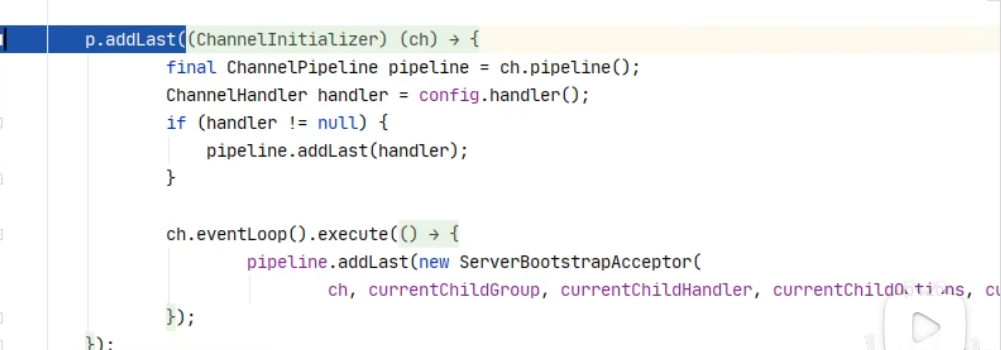 p.addLast((ChannelInitializer) (ch) → {
final ChannelPipeline pipeline = ch.pipeline();
ChannelHandler handler = config.handler();
if (handler != null) {
pipeline.addLast(handler);
}
ch.eventLoop().execute(() → {
pipeline.addLast(new ServerBootstrapAcceptor(
ch, currentChildGroup, currentChildHandler, currentChildOptions,
});
});